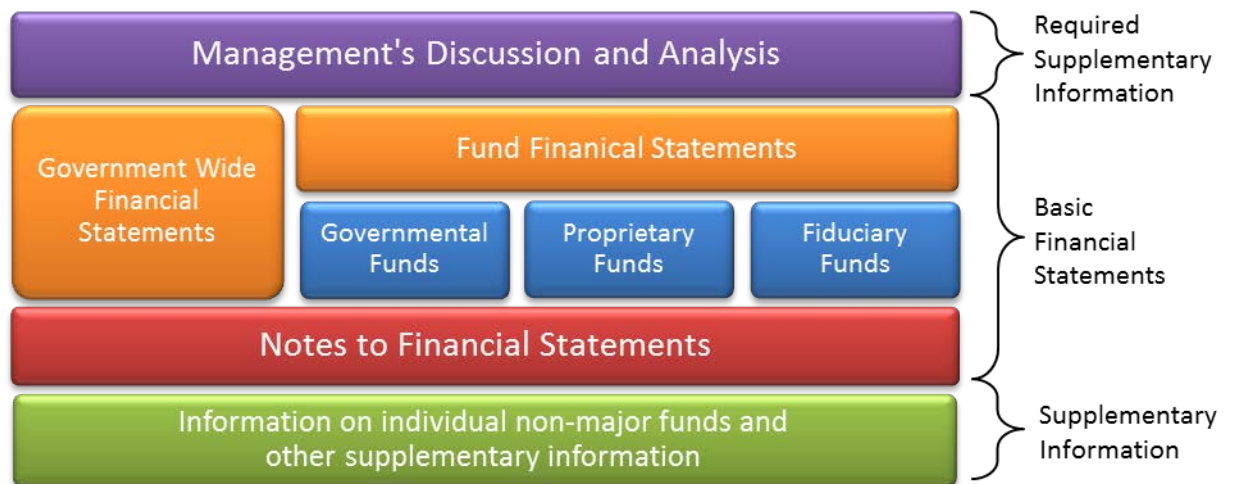 Management's Discussion and Analysis
Required
Supplementary
Information
Government Wide
Financial
Statements
Fund Finanical Statements
Governmental
Funds
Proprietary
Funds
Fiduciary
Funds
Basic
Financial
Statements
Notes to Financial Statements
Information on individual non-major funds and
other supplementary information
Supplementary
Information